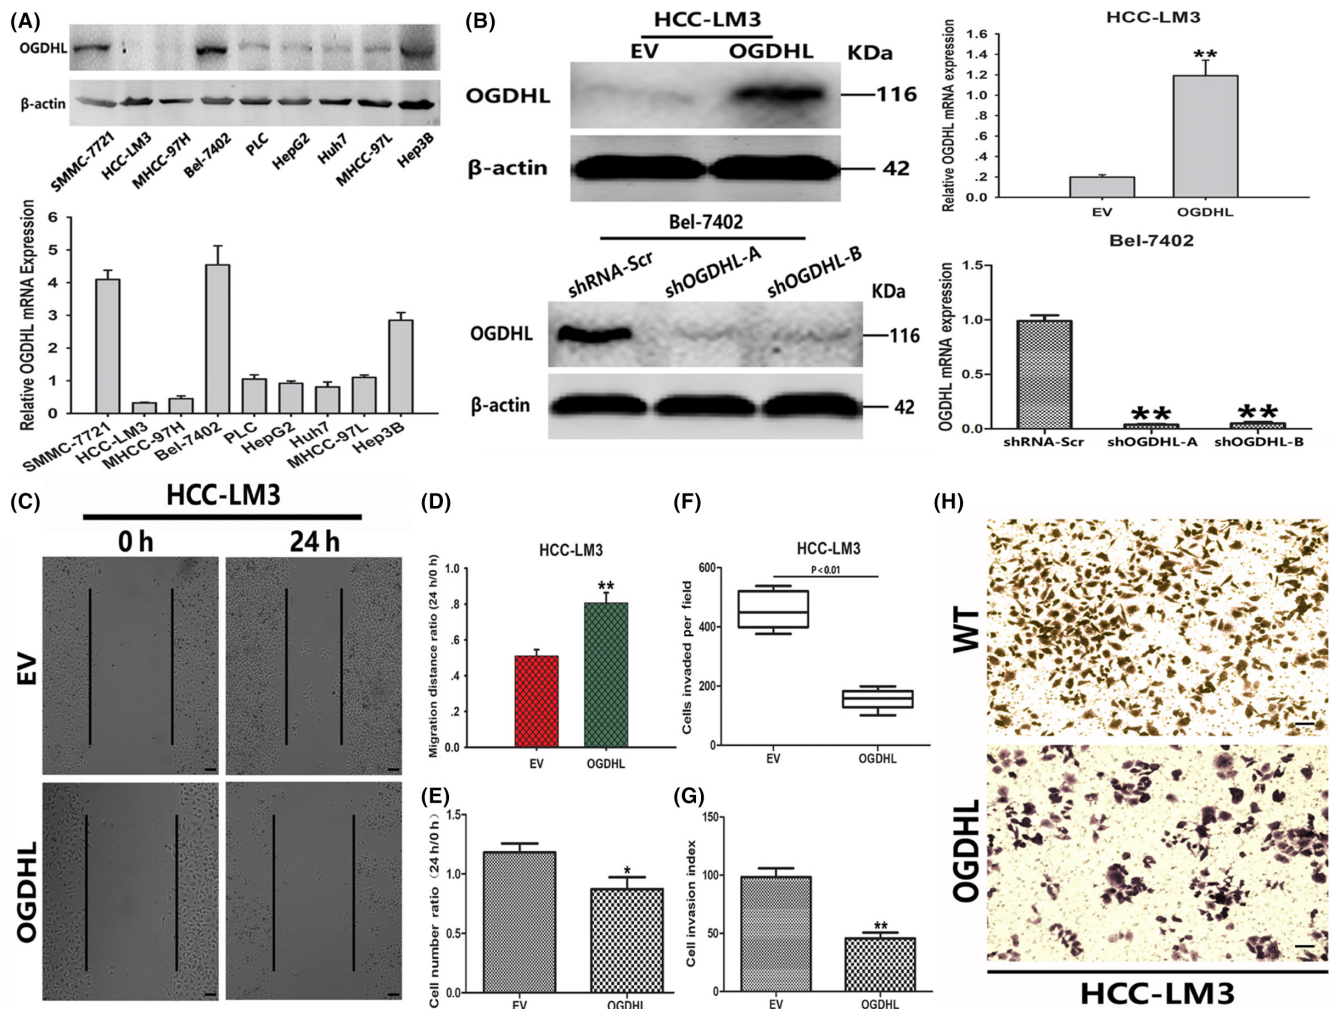 (A)
OGDHL
β-actin
SMMC-7721
HCC-LM3
MHCC-97H
Bel-7402
PLC
HepG2
Huh7
MHCC-97L
Hep3B
Relative OGDHL mRNA Expression
6
5
4
3
2
1
0
SMMC-7721
HCC-LM3
MHCC-97H
Bel-7402
PLC
HepG2
Huh7
MHCC-97L
Hep3B
(B)
HCC-LM3
EV OGDHL KDa
OGDHL 116
β-actin 42
Bel-7402
shRNA-Scr shOGDHL-A shOGDHL-B
KDa
OGDHL 116
β-actin 42
HCC-LM3
Relative OGDHL mRNA expression
1.6
1.4
1.2
1.0
.8
.6
.4
.2
0.0
**
EV OGDHL
Bel-7402
OGDHL mRNA expression
1.5
1.0
0.5
0.0
** **
shRNA-Scr shOGDHL-A shOGDHL-B
(C)
HCC-LM3
0 h 24 h
EV
OGDHL
(D)
HCC-LM3
Migration distance ratio (24 h/0 h)
1.0
.8
.6
.4
.2
0.0
**
EV OGDHL
(E)
Cell number ratio (24 h/0 h)
1.5
1.0
0.5
0.0
*
EV OGDHL
(F)
HCC-LM3
P < 0.01
Cells invaded per field
600
400
200
0
EV OGDHL
(G)
Cell invasion index
150
100
50
0
**
EV OGDHL
(H)
WT
OGDHL
HCC-LM3